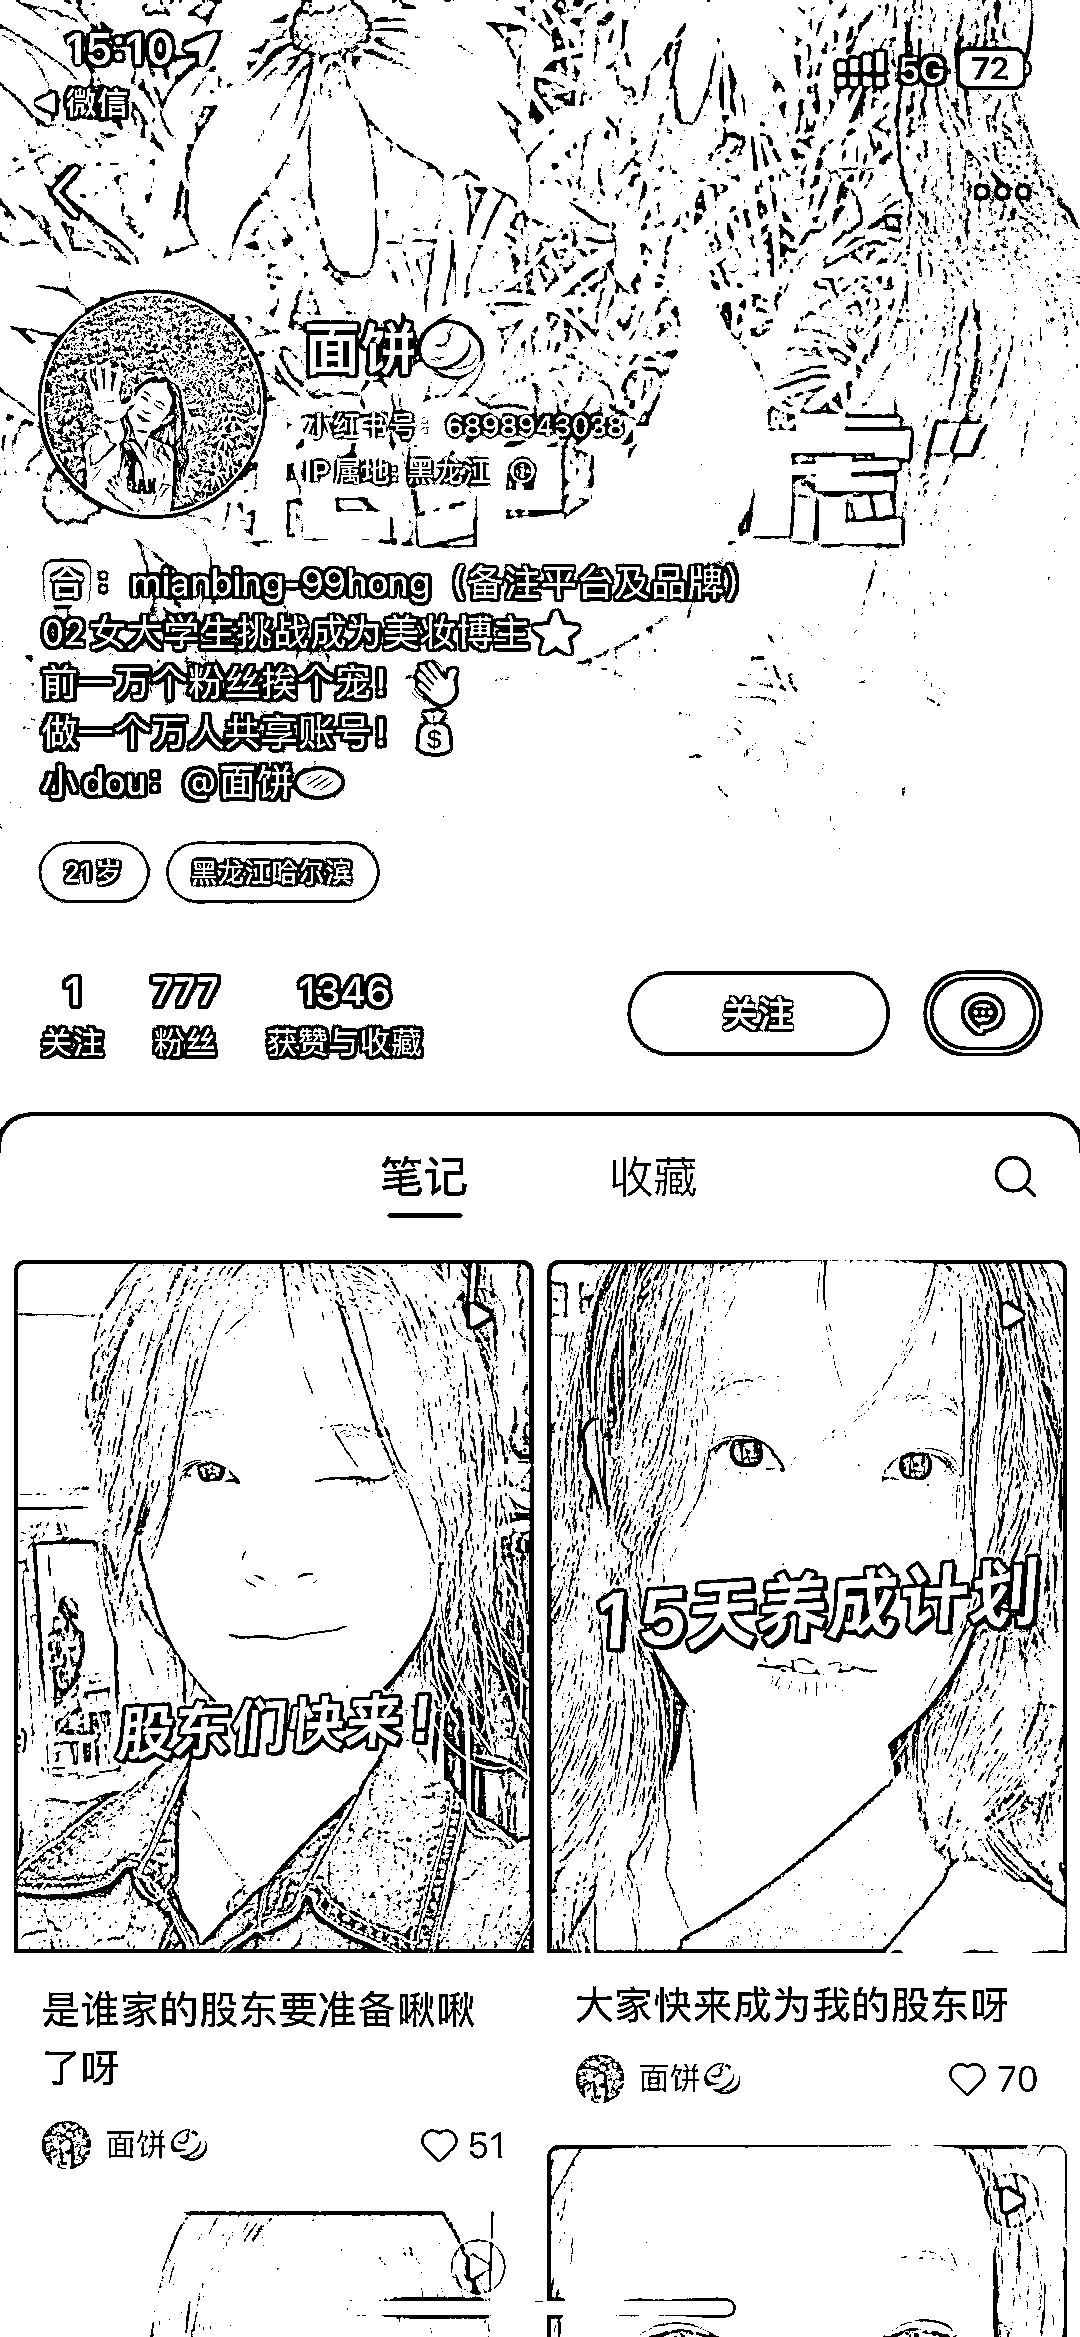 15:10
5G 72
微信
面饼
小红书号：6898943038
IP属地：黑龙江
合：mianbing-99hong（备注平台及品牌）
02女大学生挑战成为美妆博主
前一万个粉丝挨个宠！
做一个万人共享账号！
小dou：@面饼
21岁 黑龙江哈尔滨
1 777 1346
关注 粉丝 获赞与收藏 关注
笔记 收藏
股东们快来！
15天养成计划
是谁家的股东要准备啾啾
了呀
面饼 51
大家快来成为我的股东呀
面饼 70